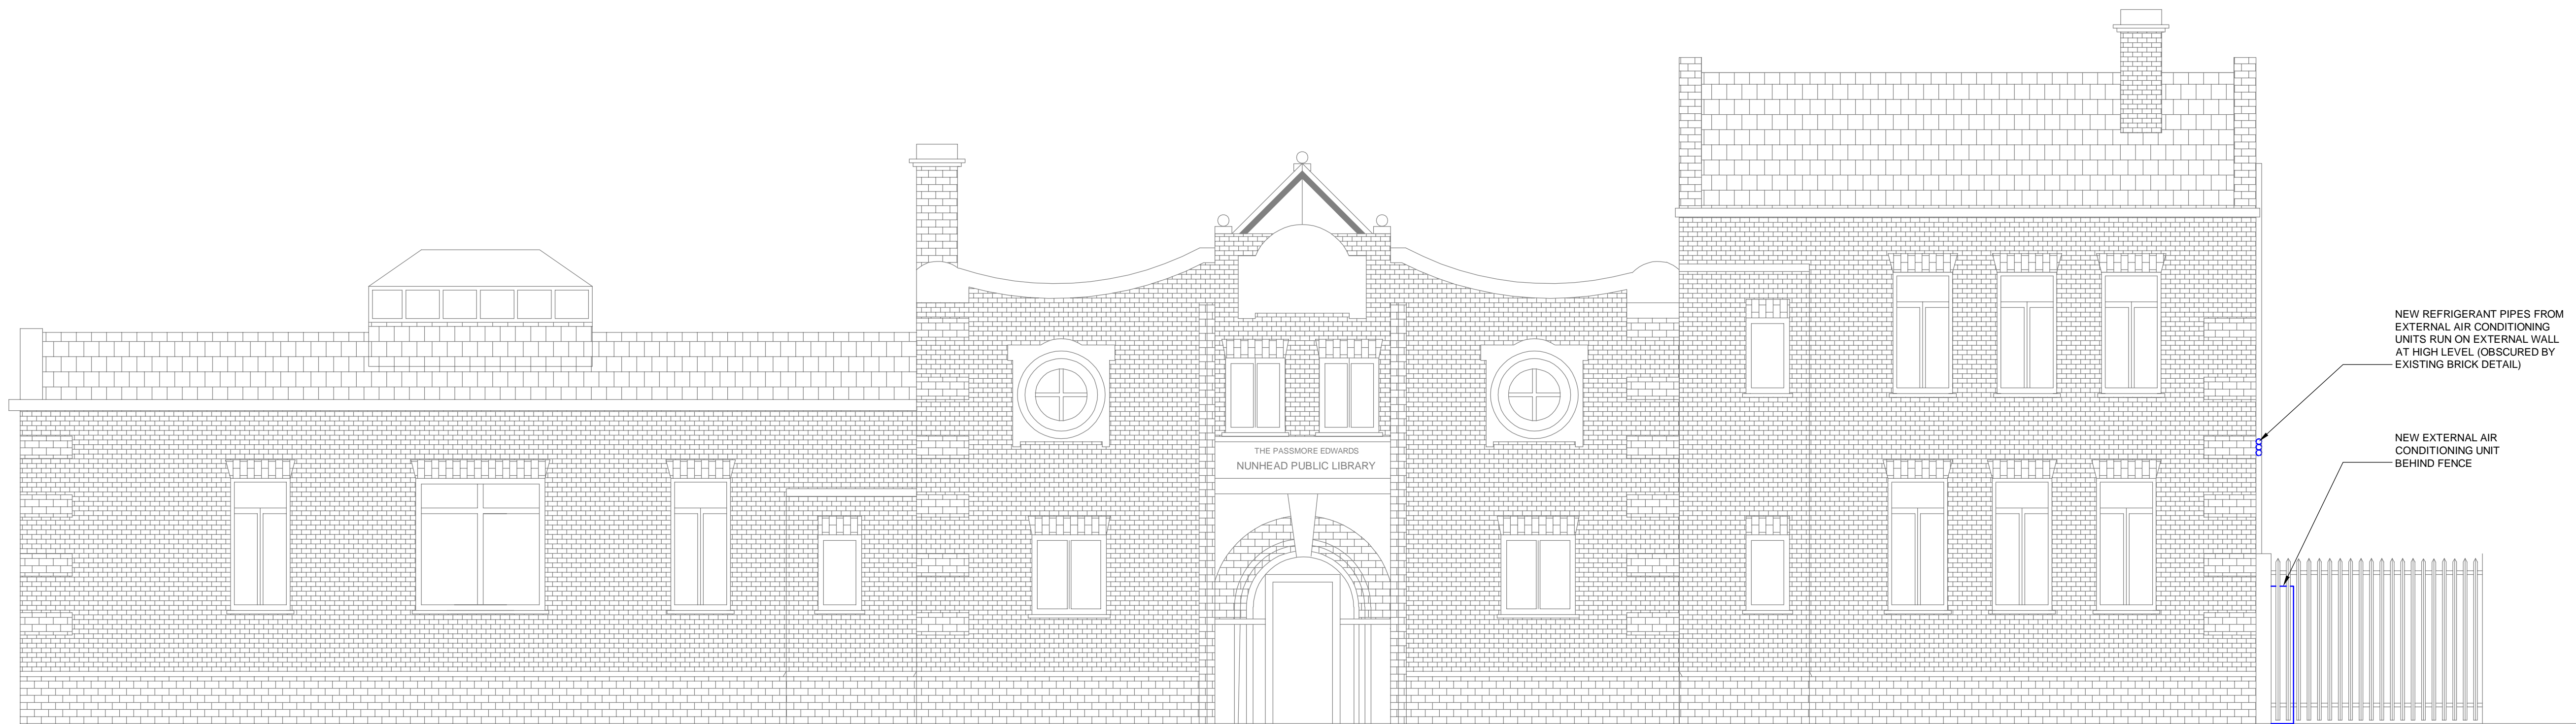 THE PASSMORE EDWARDS
NUNHEAD PUBLIC LIBRARY
NEW REFRIGERANT PIPES FROM
EXTERNAL AIR CONDITIONING
UNITS RUN ON EXTERNAL WALL
AT HIGH LEVEL (OBSCURED BY
EXISTING BRICK DETAIL)
NEW EXTERNAL AIR
CONDITIONING UNIT
BEHIND FENCE